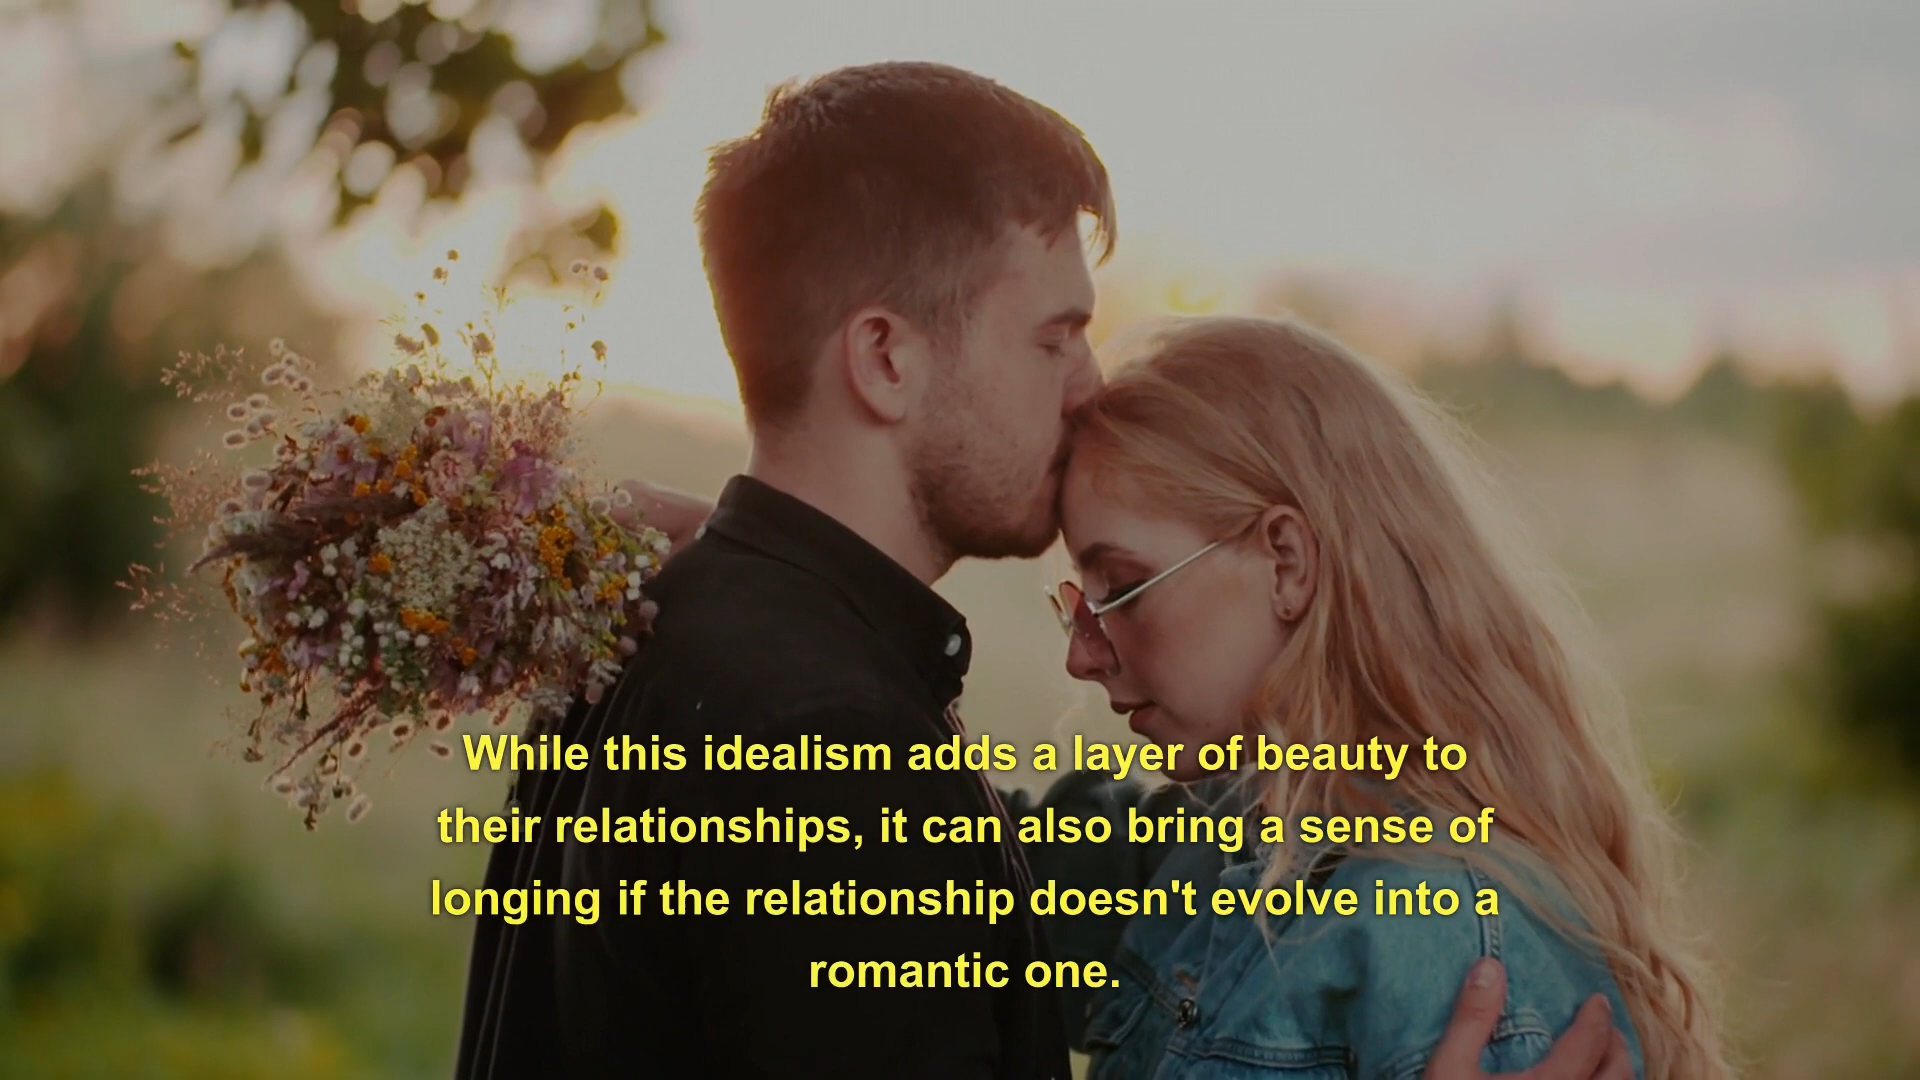 While this idealism adds a layer of beauty to
their relationships, it can also bring a sense of
longing if the relationship doesn't evolve into a
romantic one.